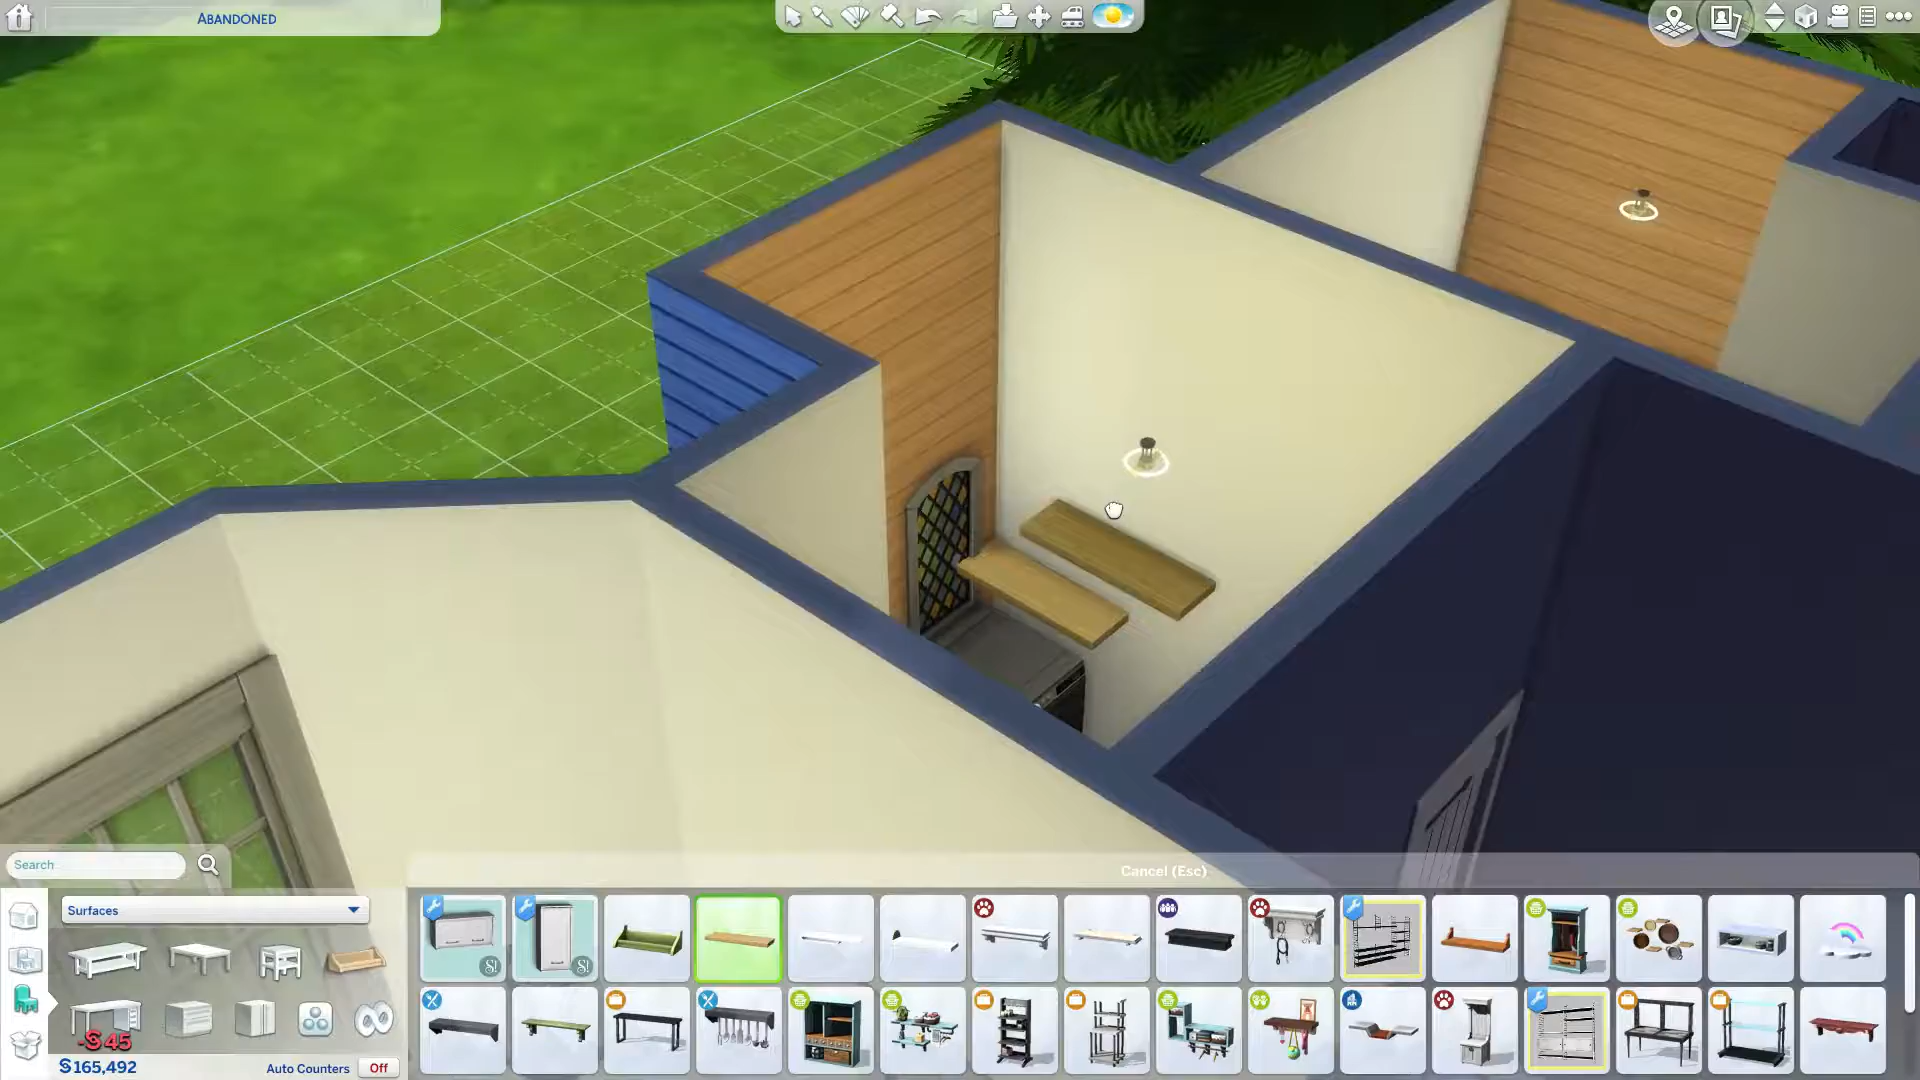 ABANDONED
Cancel (Esc)
Search
Surfaces
-§45
§165,492
Auto Counters
Off